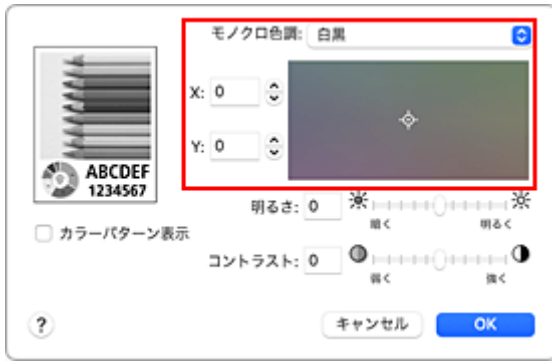 モノクロ色調: 白黒
X: 0
Y: 0
ABCDEF
1234567
明るさ: 0
暗く 明るく
カラーパターン表示
コントラスト: 0
弱く 強く
? キャンセル OK